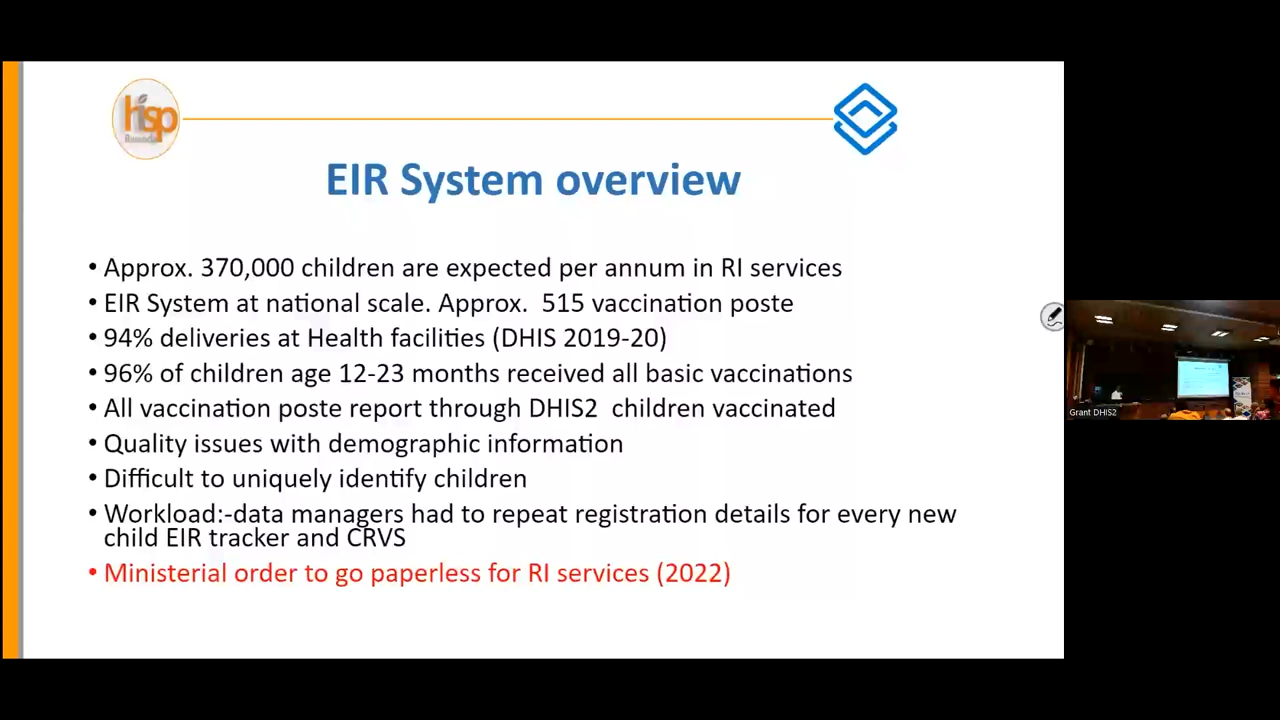 hisp
Rwanda
EIR System overview
• Approx. 370,000 children are expected per annum in RI services
• EIR System at national scale. Approx.  515 vaccination poste
• 94% deliveries at Health facilities (DHIS 2019-20)
• 96% of children age 12-23 months received all basic vaccinations
• All vaccination poste report through DHIS2  children vaccinated
• Quality issues with demographic information
• Difficult to uniquely identify children
• Workload:-data managers had to repeat registration details for every new
child EIR tracker and CRVS
• Ministerial order to go paperless for RI services (2022)
Grant DHIS2